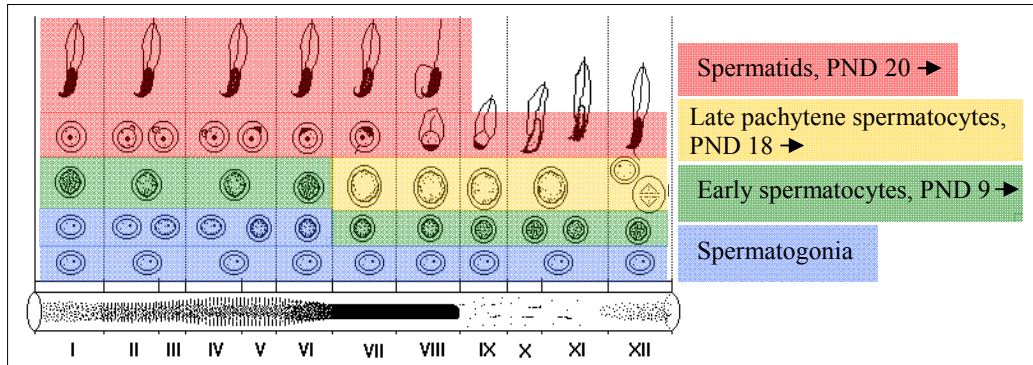 Spermatids, PND 20 →
Late pachytene spermatocytes,
PND 18 →
Early spermatocytes, PND 9 →
Spermatogonia
I II III IV V VI VII VIII IX X XI XII